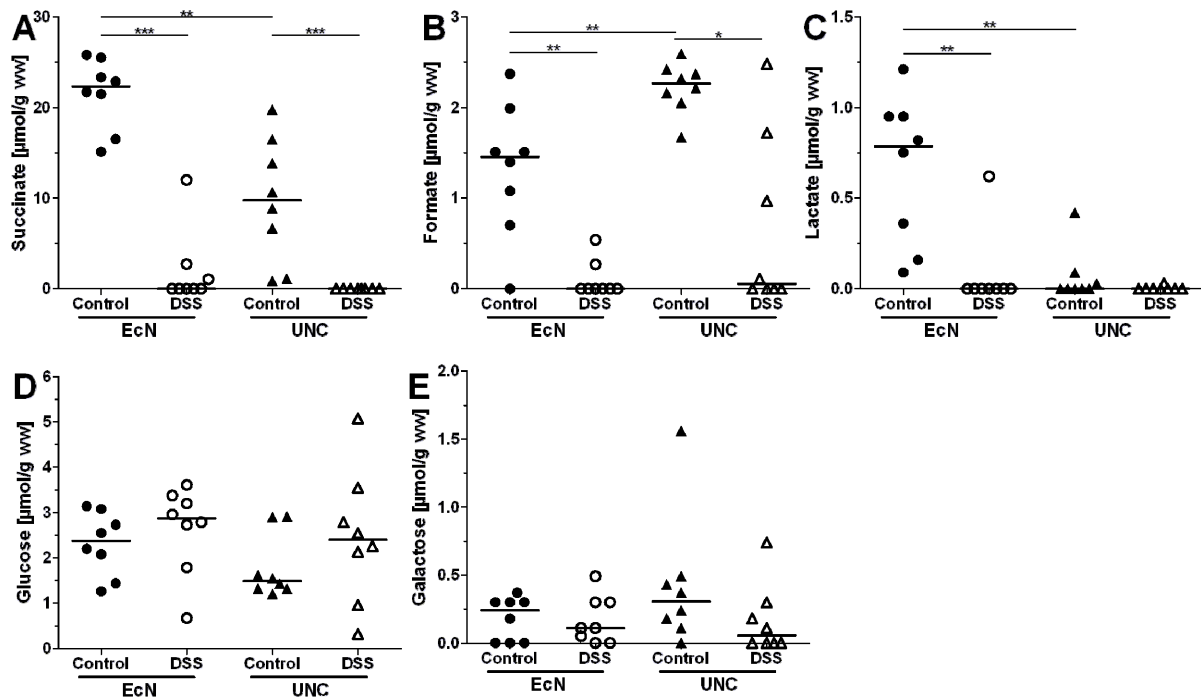 A
Succinate [µmol/g ww]
30
20
10
0
**
***
***
Control DSS Control DSS
EcN UNC
B
Formate [µmol/g ww]
3
2
1
0
**
**
*
Control DSS Control DSS
EcN UNC
C
Lactate [µmol/g ww]
1.5
1.0
0.5
0.0
**
**
Control DSS Control DSS
EcN UNC
D
Glucose [µmol/g ww]
6
5
4
3
2
1
0
Control DSS Control DSS
EcN UNC
E
Galactose [µmol/g ww]
2.0
1.5
1.0
0.5
0.0
Control DSS Control DSS
EcN UNC